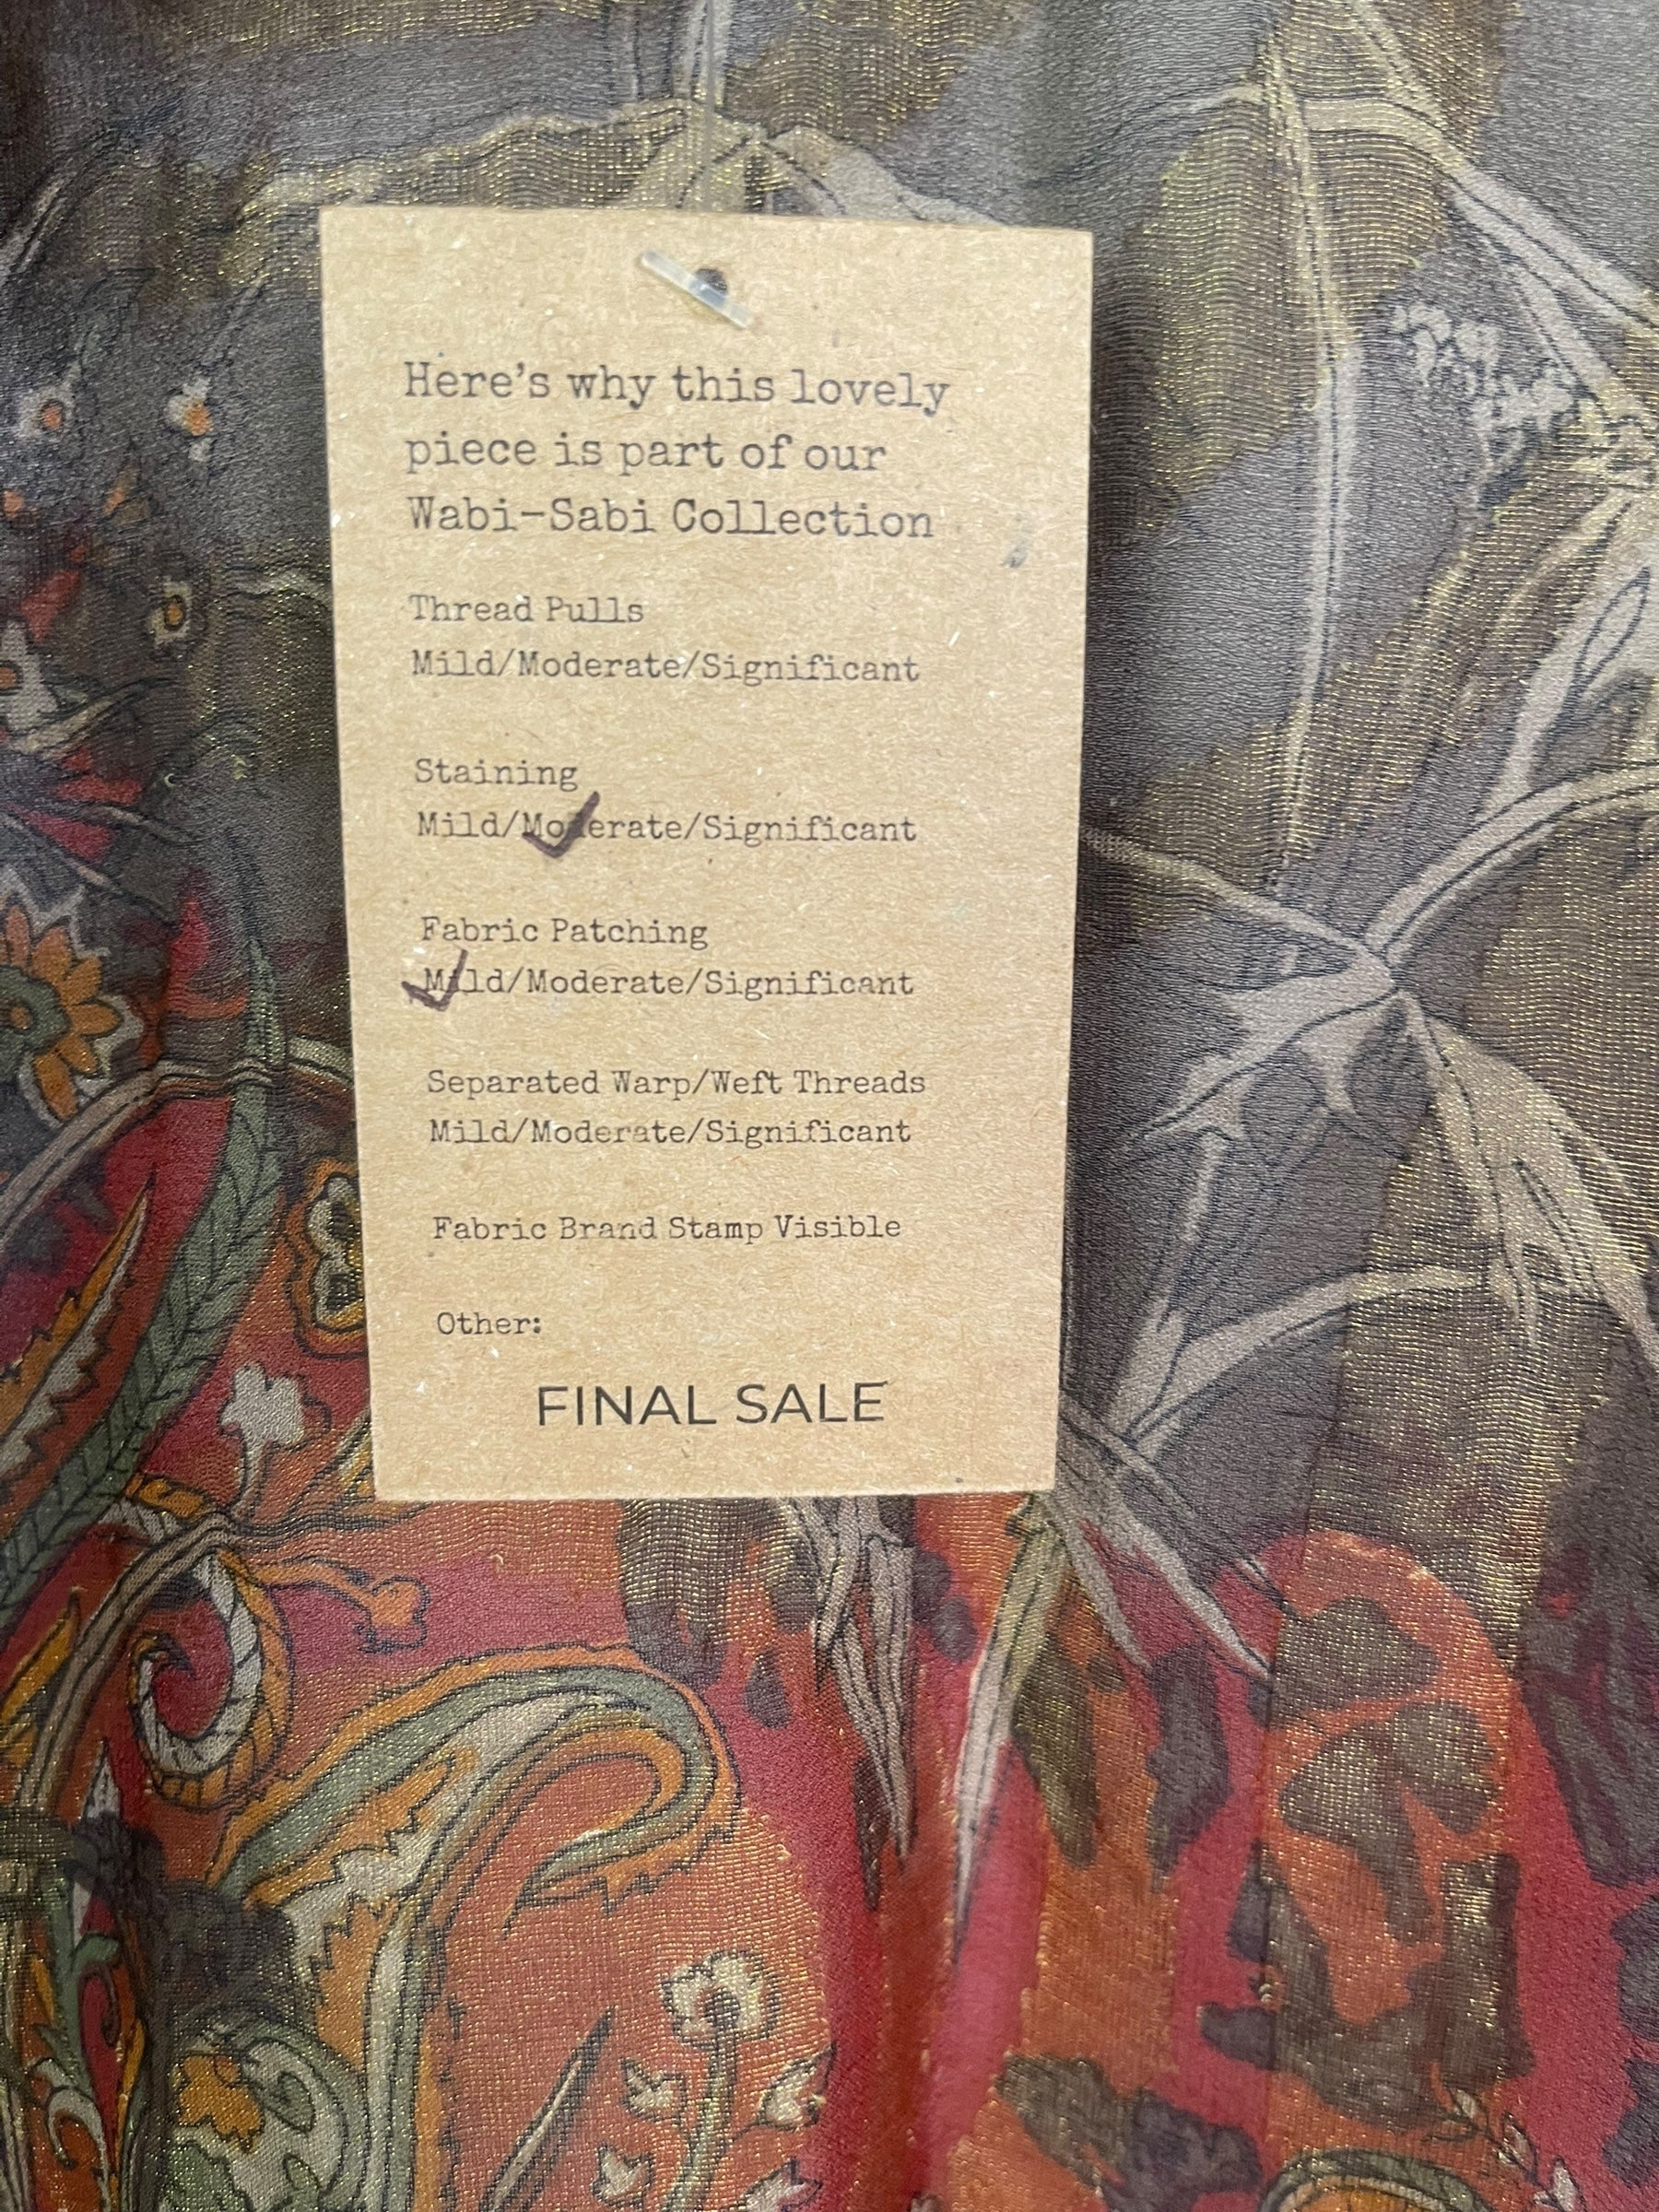 Here's why this lovely
piece is part of our
Wabi-Sabi Collection
Thread Pulls
Mild/Moderate/Significant
Staining
Mild/Moderate/Significant
Fabric Patching
Mild/Moderate/Significant
Separated Warp/Weft Threads
Mild/Moderate/Significant
Fabric Brand Stamp Visible
Other:
FINAL SALE